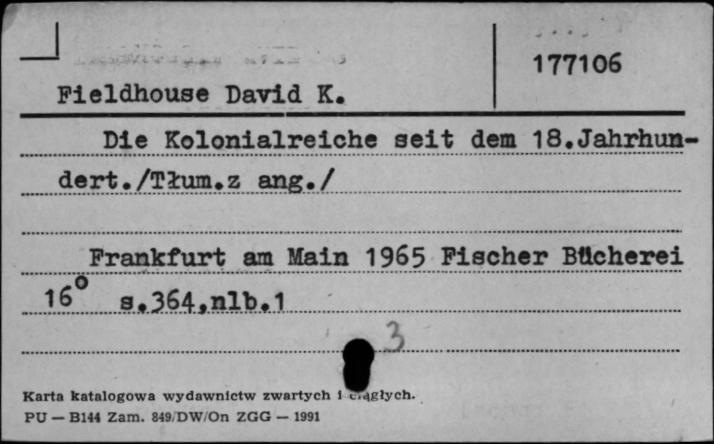 177106
Fieldhouse David K.
Die Kolonialreiche seit dem 18.Jahrhun-
dert./Tłum.z ang./
Frankfurt am Main 1965 Fischer Bücherei
16° s.364,nlb.1
3
Karta katalogowa wydawnictw zwartych i ciągłych.
PU — B144 Zam. 849/DW/On ZGG — 1991